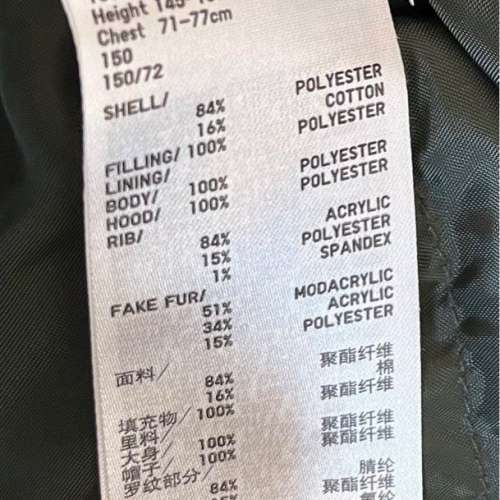 Height 145-
Chest 71-77cm
150
150/72
SHELL/ 84% POLYESTER
16% COTTON
FILLING/ 100% POLYESTER
LINING/
BODY/ 100% POLYESTER
HOOD/ 100% POLYESTER
RIB/ 84% ACRYLIC
15% POLYESTER
1% SPANDEX
FAKE FUR/ 51% MODACRYLIC
34% ACRYLIC
15% POLYESTER
面料/ 84% 聚酯纤维
16% 棉
填充物/ 100% 聚酯纤维
里料/
大身/ 100% 聚酯纤维
帽子/ 100% 聚酯纤维
罗纹部分/ 84% 腈纶
聚酯纤维